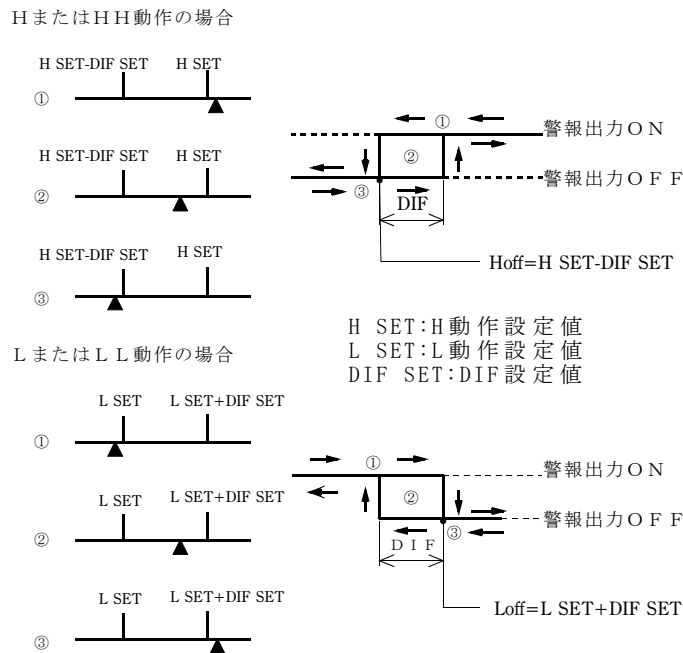 HまたはHH動作の場合
H SET-DIF SET H SET
①
H SET-DIF SET H SET
②
H SET-DIF SET H SET
③
① 警報出力ON
②
③ 警報出力OFF
DIF
Hoff=H SET-DIF SET
H SET:H動作設定値
L SET:L動作設定値
DIF SET:DIF設定値
LまたはLL動作の場合
L SET L SET+DIF SET
①
L SET L SET+DIF SET
②
L SET L SET+DIF SET
③
①
警報出力ON
②
警報出力OFF
③
DIF
Loff=L SET+DIF SET